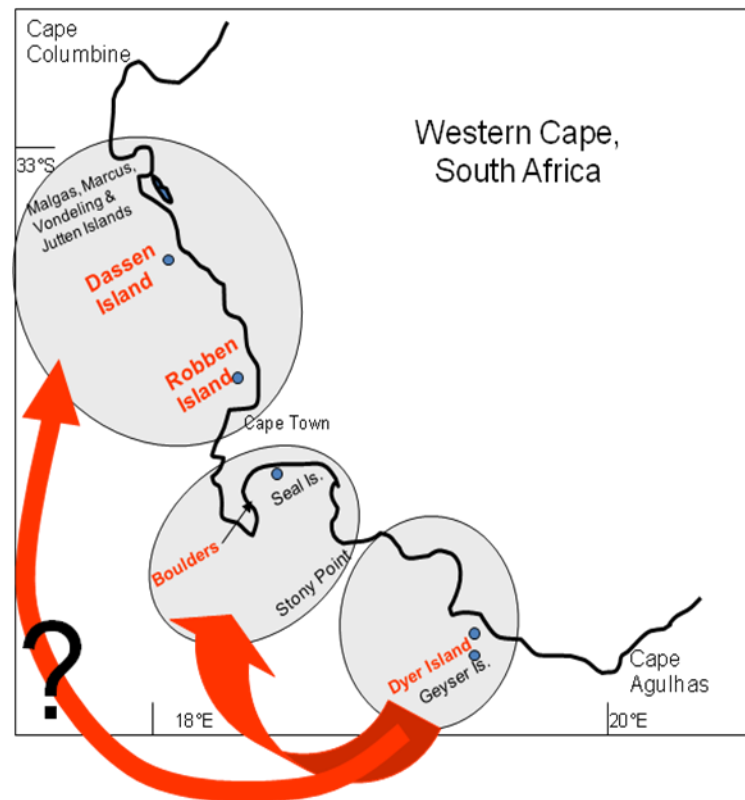 Cape
Columbine
Western Cape,
South Africa
33°S
Malgas, Marcus,
Vondeling &
Jutten Islands
Dassen
Island
Robben
Island
Cape Town
Seal Is.
Boulders
Stony Point
Dyer Island
Geyser Is.
Cape
Agulhas
?
18°E
20°E